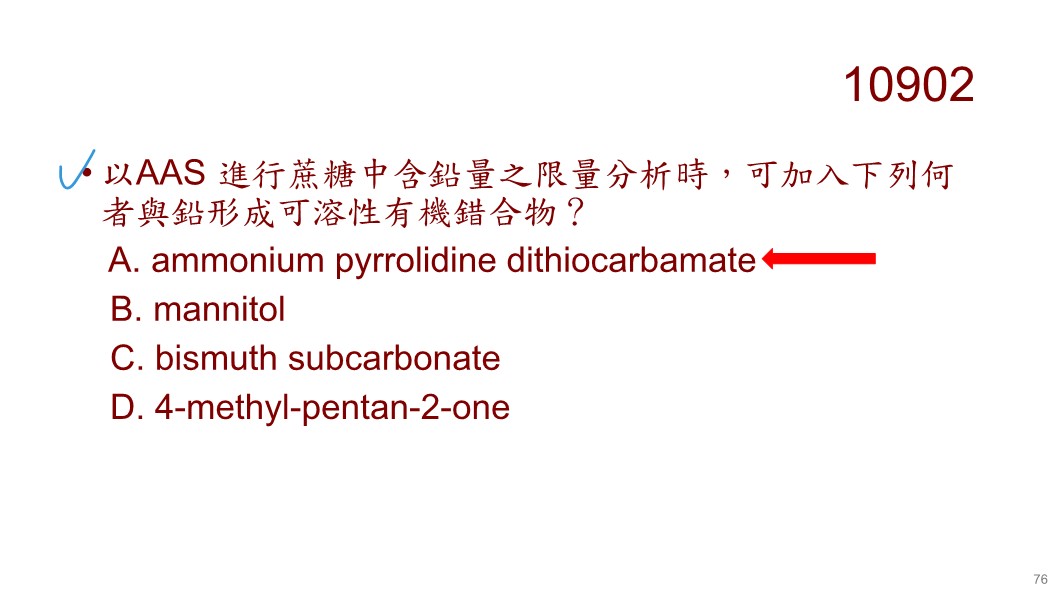 10902
• 以AAS 進行蔗糖中含鉛量之限量分析時，可加入下列何
者與鉛形成可溶性有機錯合物？
A. ammonium pyrrolidine dithiocarbamate
B. mannitol
C. bismuth subcarbonate
D. 4-methyl-pentan-2-one
76